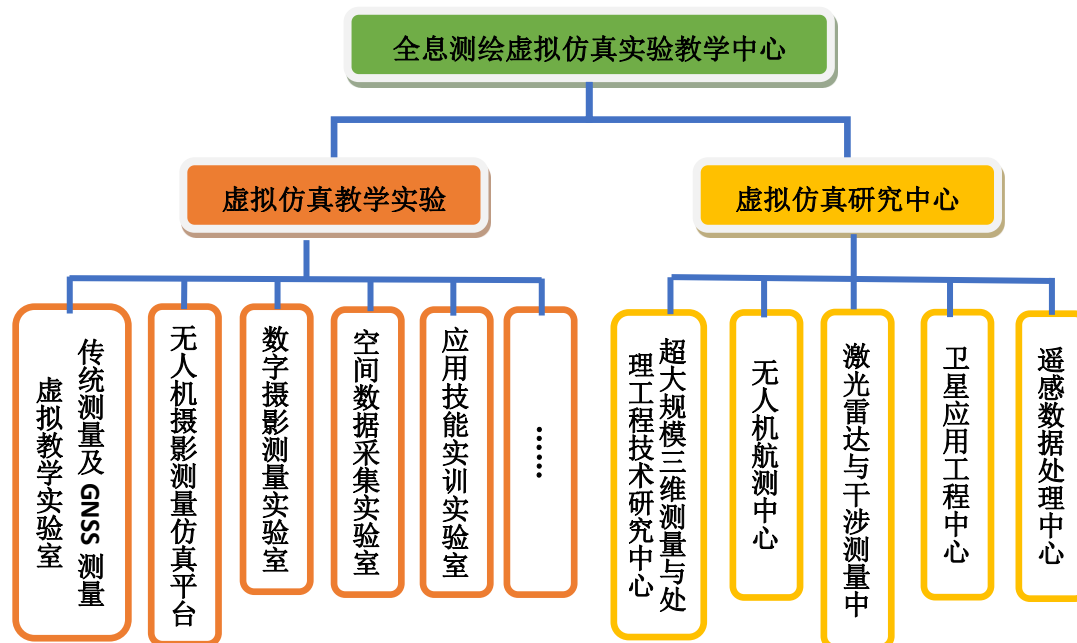 全息测绘虚拟仿真实验教学中心
虚拟仿真教学实验
虚拟仿真研究中心
传统测量及 GNSS 测量
虚拟教学实验室
无人机摄影测量仿真平台
数字摄影测量实验室
空间数据采集实验室
应用技能实训实验室
……
超大规模三维测量与处
理工程技术研究中心
无人机航测中心
激光雷达与干涉测量中
卫星应用工程中心
遥感数据处理中心